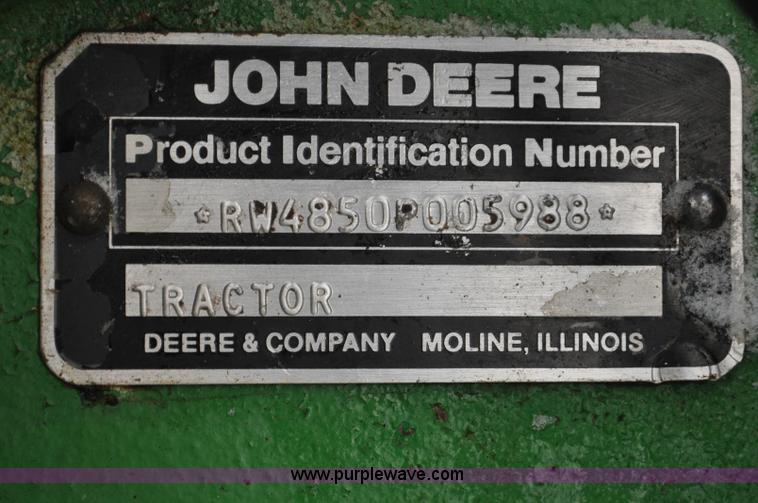 JOHN DEERE
Product Identification Number
*RW4850P005988*
TRACTOR
DEERE & COMPANY MOLINE, ILLINOIS
www.purplewave.com